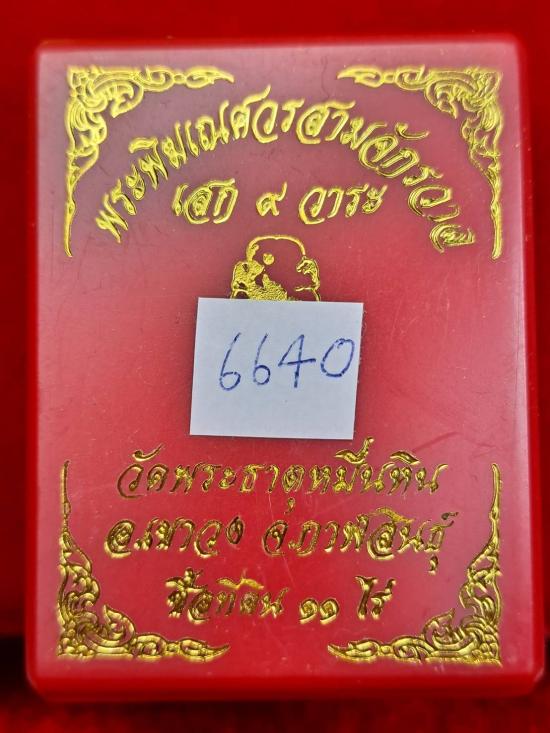 พระพิฆเณศวรสามจักรวาล
เสก ๙ วาระ
6640
วัดพระธาตุหมื่นหิน
อ.เขาวง จ.กาฬสินธุ์
ซื้อที่ดิน ๑๑ ไร่